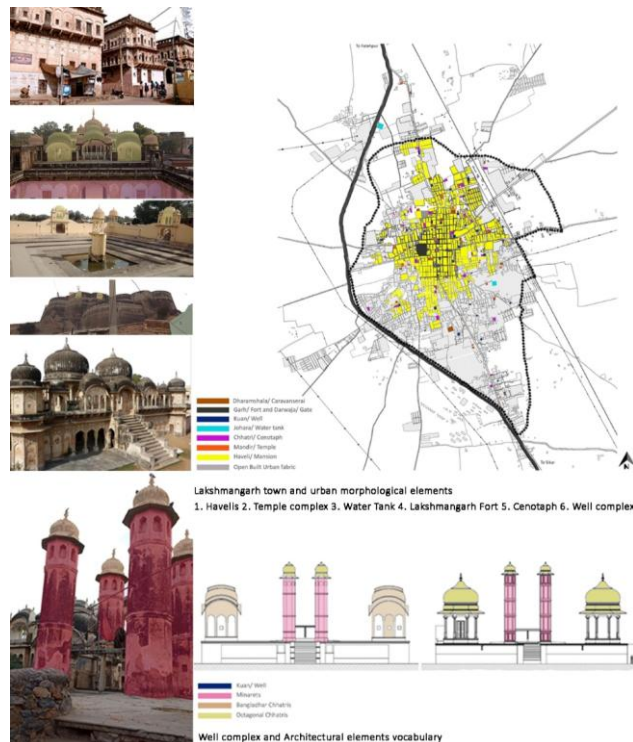 To Fatehpur
Dharamshala/ Caravanserai
Garh/ Fort and Darwaja/ Gate
Kuan/ Well
Johara/ Water tank
Chhatri/ Cenotaph
Mandir/ Temple
Haveli/ Mansion
Open Built Urban fabric
To Sikar
Lakshmangarh town and urban morphological elements
1. Havelis 2. Temple complex 3. Water Tank 4. Lakshmangarh Fort 5. Cenotaph 6. Well complex
Kuan/ Well
Minarets
Bangladhar Chhatris
Octagonal Chhatris
Well complex and Architectural elements vocabulary